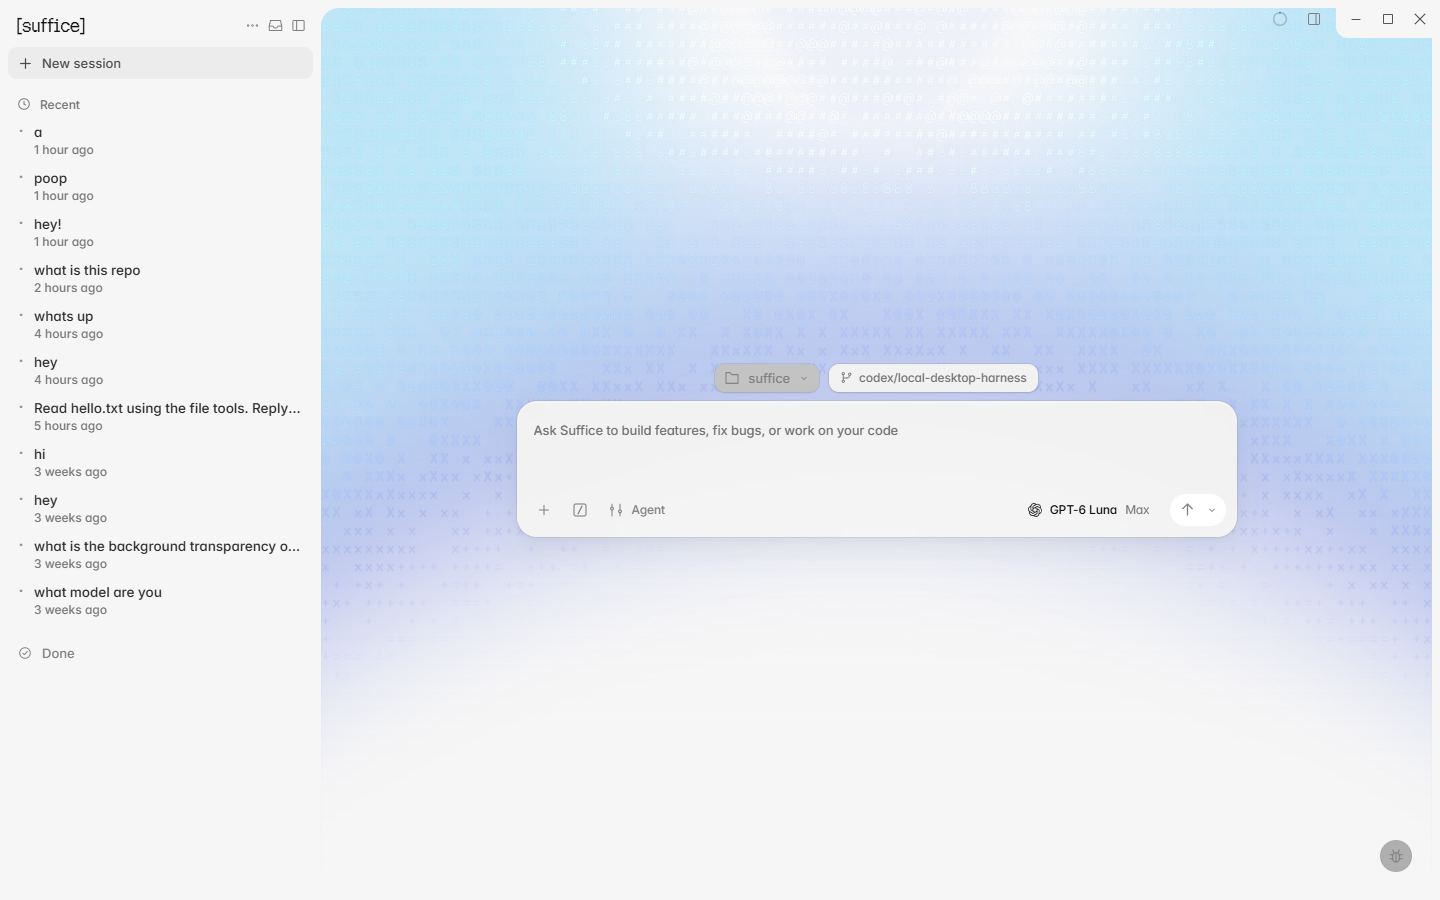 [suffice]
New session
Recent
a
1 hour ago
poop
1 hour ago
hey!
1 hour ago
what is this repo
2 hours ago
whats up
4 hours ago
hey
4 hours ago
Read hello.txt using the file tools. Reply...
5 hours ago
hi
3 weeks ago
hey
3 weeks ago
what is the background transparency o...
3 weeks ago
what model are you
3 weeks ago
Done
suffice
codex/local-desktop-harness
Ask Suffice to build features, fix bugs, or work on your code
Agent
GPT-6 Luna Max